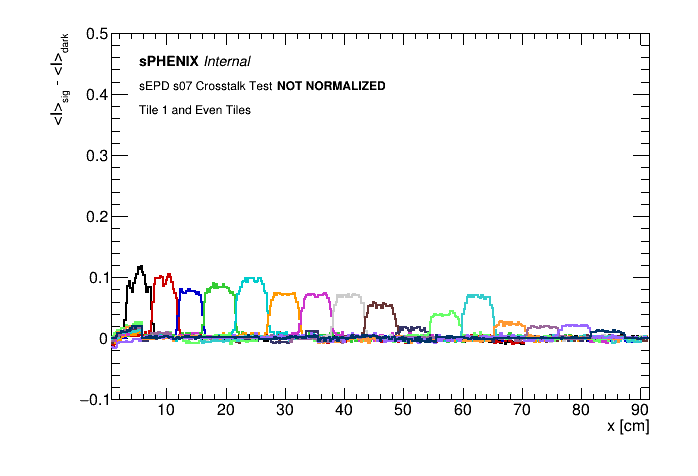 0.5
0.4
0.3
0.2
0.1
0
−0.1
<I>sig - <I>dark
sPHENIX Internal
sEPD s07 Crosstalk Test NOT NORMALIZED
Tile 1 and Even Tiles
10 20 30 40 50 60 70 80 90
x [cm]